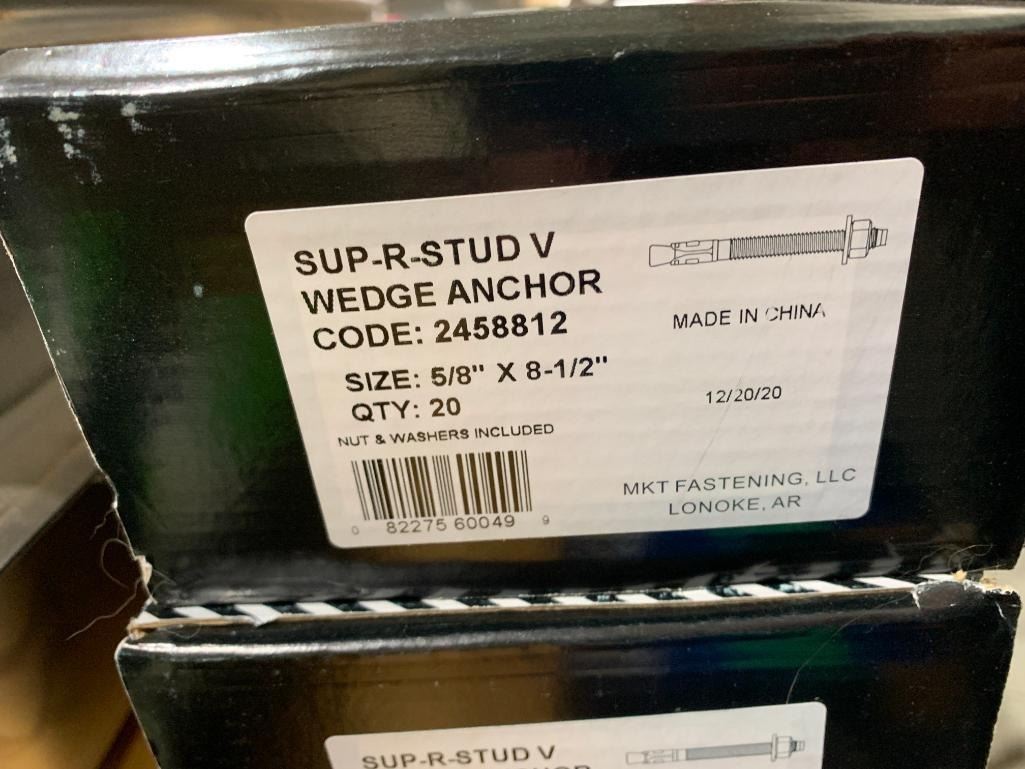 SUP-R-STUD V
WEDGE ANCHOR
CODE: 2458812
SIZE: 5/8" X 8-1/2"
QTY: 20
NUT & WASHERS INCLUDED
0 82275 60049 9
MADE IN CHINA
12/20/20
MKT FASTENING, LLC
LONOKE, AR
SUP-R-STUD V
ANCHOR